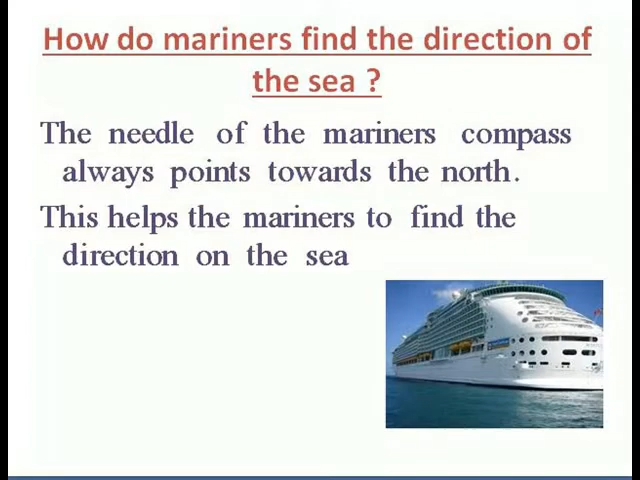 How do mariners find the direction of
the sea ?
The needle of the mariners compass
always points towards the north.
This helps the mariners to find the
direction on the sea